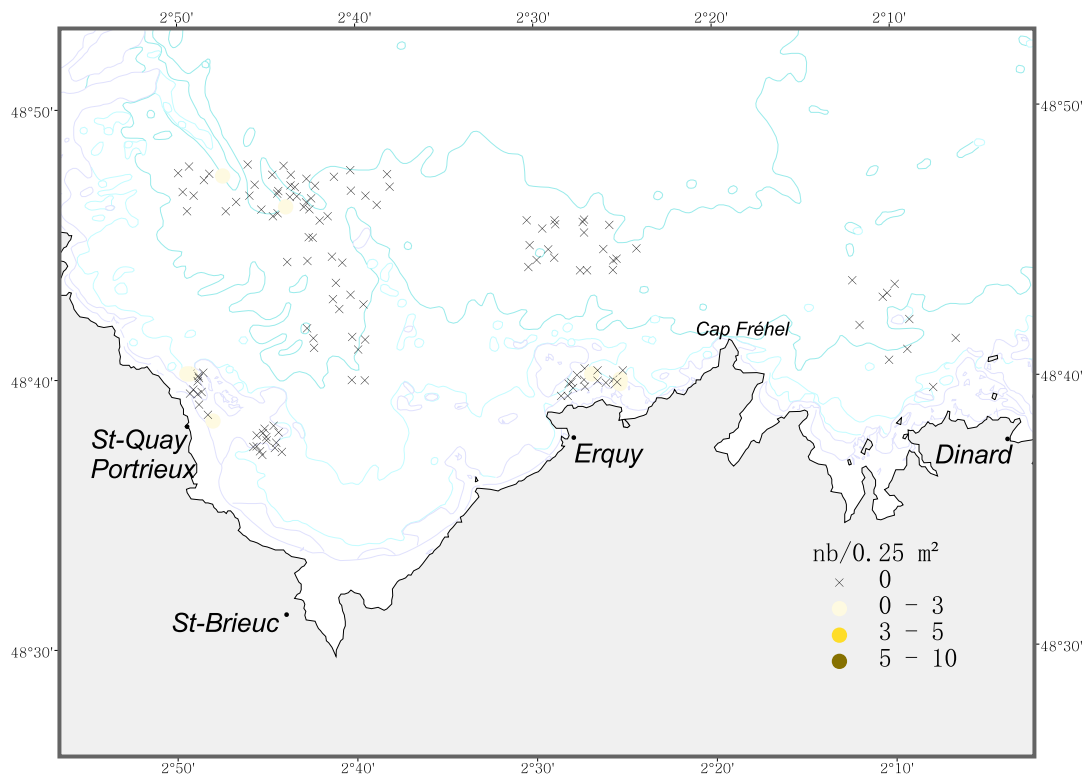 2°50' 2°40' 2°30' 2°20' 2°10'
48°50' 48°50'
Cap Fréhel
48°40' 48°40'
St-Quay
Portrieux
Erquy
Dinard
nb/0.25 m²
0
0 - 3
3 - 5
5 - 10
St-Brieuc
48°30' 48°30'
2°50' 2°40' 2°30' 2°20' 2°10'